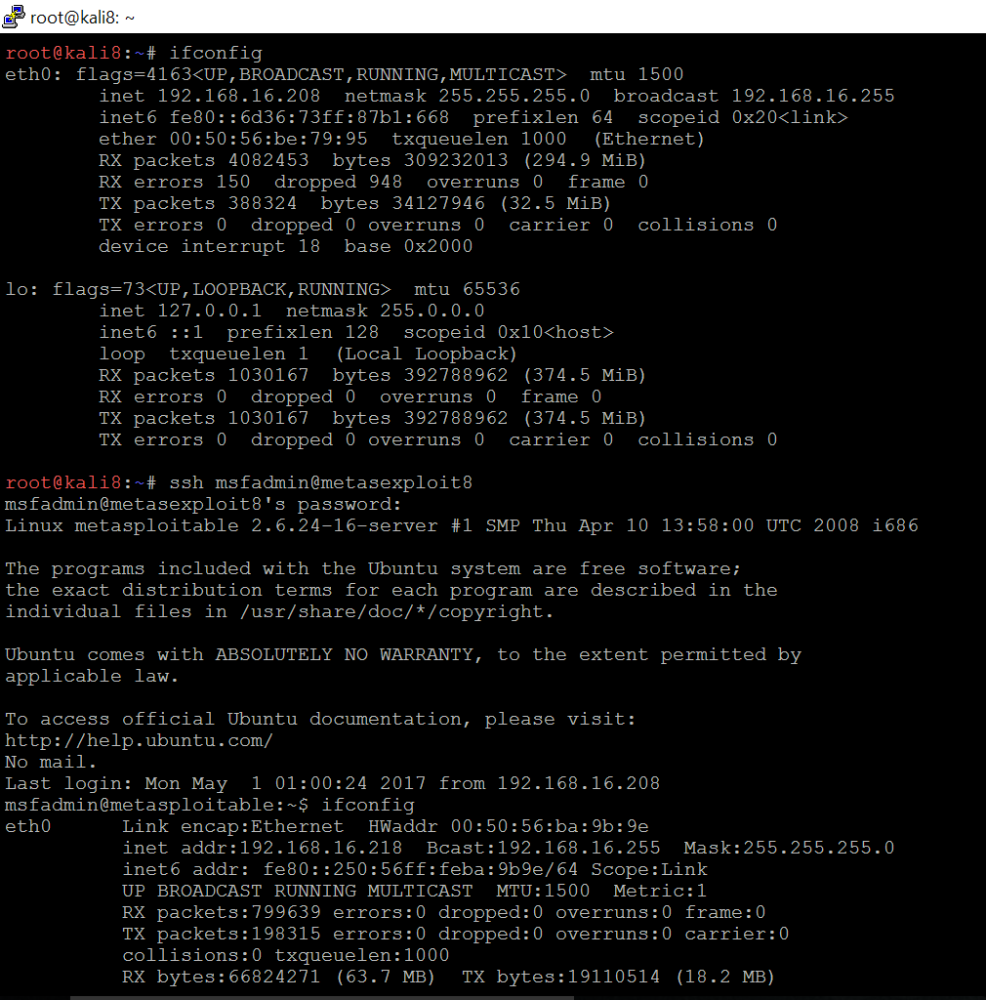 root@kali8: ~
root@kali8:~# ifconfig
eth0: flags=4163<UP,BROADCAST,RUNNING,MULTICAST>  mtu 1500
        inet 192.168.16.208  netmask 255.255.255.0  broadcast 192.168.16.255
        inet6 fe80::6d36:73ff:87b1:668  prefixlen 64  scopeid 0x20<link>
        ether 00:50:56:be:79:95  txqueuelen 1000  (Ethernet)
        RX packets 4082453  bytes 309232013 (294.9 MiB)
        RX errors 150  dropped 948  overruns 0  frame 0
        TX packets 388324  bytes 34127946 (32.5 MiB)
        TX errors 0  dropped 0 overruns 0  carrier 0  collisions 0
        device interrupt 18  base 0x2000

lo: flags=73<UP,LOOPBACK,RUNNING>  mtu 65536
        inet 127.0.0.1  netmask 255.0.0.0
        inet6 ::1  prefixlen 128  scopeid 0x10<host>
        loop  txqueuelen 1  (Local Loopback)
        RX packets 1030167  bytes 392788962 (374.5 MiB)
        RX errors 0  dropped 0  overruns 0  frame 0
        TX packets 1030167  bytes 392788962 (374.5 MiB)
        TX errors 0  dropped 0 overruns 0  carrier 0  collisions 0

root@kali8:~# ssh msfadmin@metasexploit8
msfadmin@metasexploit8's password:
Linux metasploitable 2.6.24-16-server #1 SMP Thu Apr 10 13:58:00 UTC 2008 i686

The programs included with the Ubuntu system are free software;
the exact distribution terms for each program are described in the
individual files in /usr/share/doc/*/copyright.

Ubuntu comes with ABSOLUTELY NO WARRANTY, to the extent permitted by
applicable law.

To access official Ubuntu documentation, please visit:
http://help.ubuntu.com/
No mail.
Last login: Mon May  1 01:00:24 2017 from 192.168.16.208
msfadmin@metasploitable:~$ ifconfig
eth0      Link encap:Ethernet  HWaddr 00:50:56:ba:9b:9e
          inet addr:192.168.16.218  Bcast:192.168.16.255  Mask:255.255.255.0
          inet6 addr: fe80::250:56ff:feba:9b9e/64 Scope:Link
          UP BROADCAST RUNNING MULTICAST  MTU:1500  Metric:1
          RX packets:799639 errors:0 dropped:0 overruns:0 frame:0
          TX packets:198315 errors:0 dropped:0 overruns:0 carrier:0
          collisions:0 txqueuelen:1000
          RX bytes:66824271 (63.7 MB)  TX bytes:19110514 (18.2 MB)